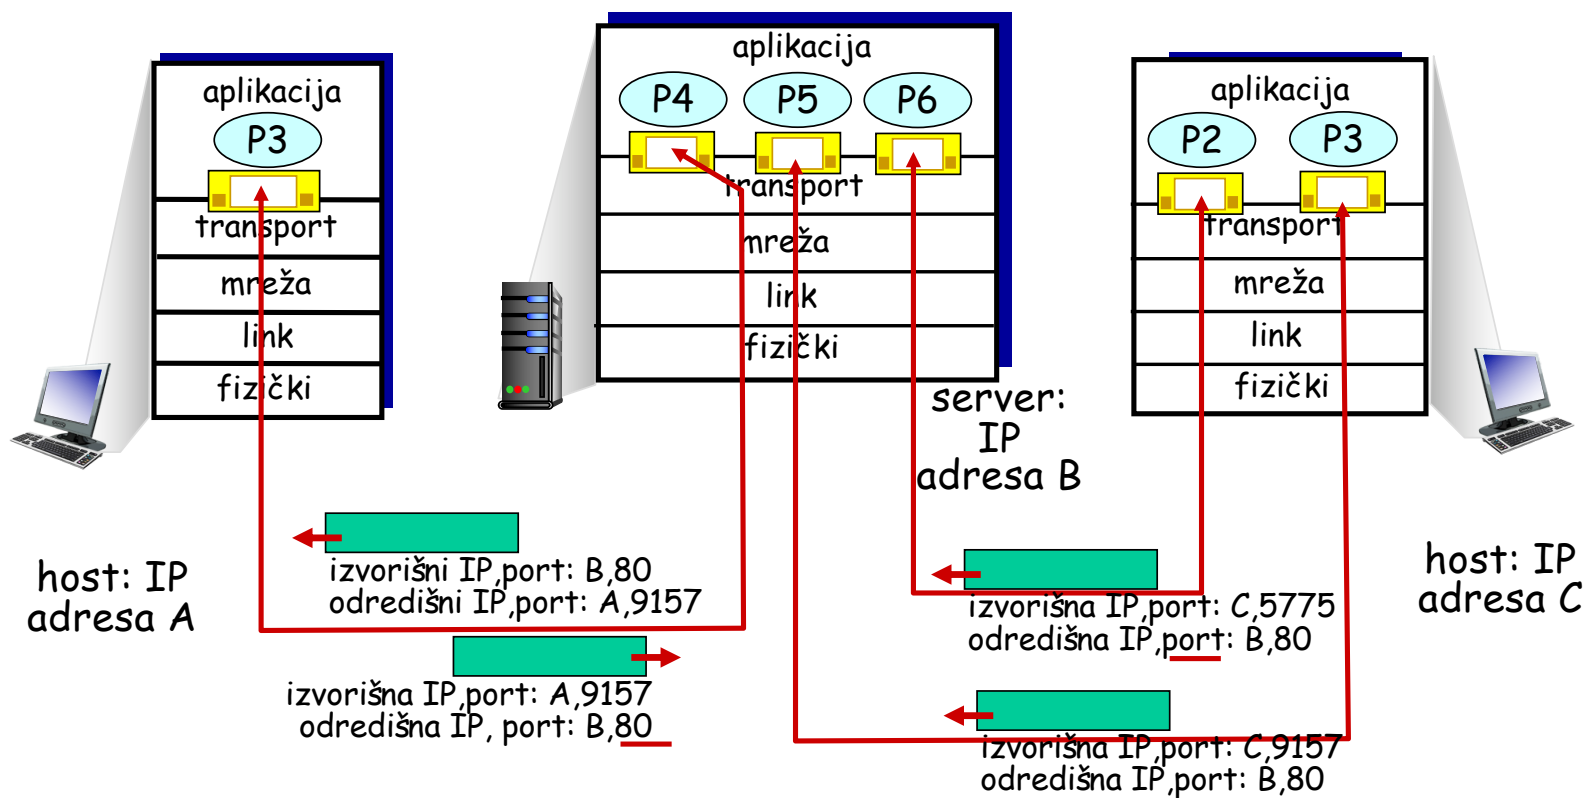 aplikacija
P3
transport
mreža
link
fizički
host: IP
adresa A
aplikacija
P4 P5 P6
transport
mreža
link
fizički
server:
IP
adresa B
aplikacija
P2 P3
transport
mreža
link
fizički
host: IP
adresa C
izvorišni IP,port: B,80
odredišni IP,port: A,9157
izvorišna IP,port: A,9157
odredišna IP, port: B,80
izvorišna IP,port: C,5775
odredišna IP,port: B,80
izvorišna IP,port: C,9157
odredišna IP,port: B,80